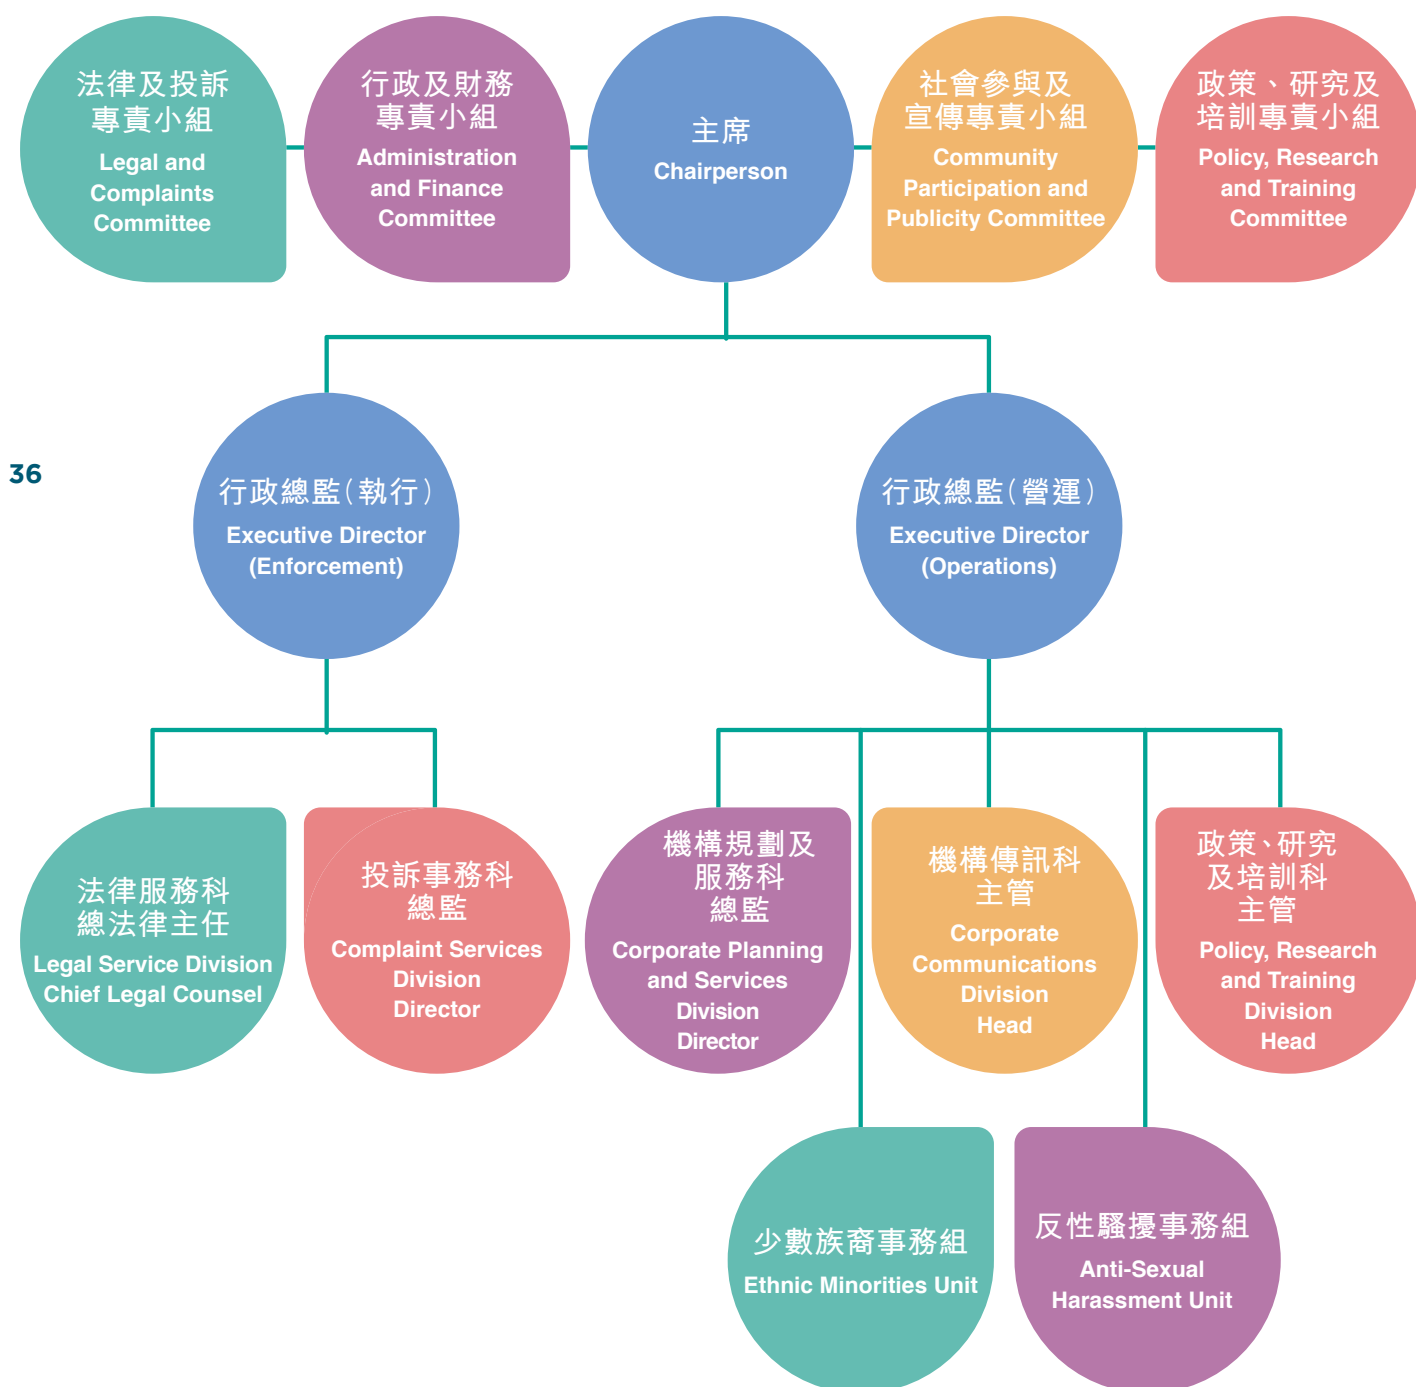 法律及投訴
專責小組
Legal and
Complaints
Committee
行政及財務
專責小組
Administration
and Finance
Committee
主席
Chairperson
社會參與及
宣傳專責小組
Community
Participation and
Publicity Committee
政策、研究及
培訓專責小組
Policy, Research
and Training
Committee
36
行政總監(執行)
Executive Director
(Enforcement)
行政總監(營運)
Executive Director
(Operations)
法律服務科
總法律主任
Legal Service Division
Chief Legal Counsel
投訴事務科
總監
Complaint Services
Division
Director
機構規劃及
服務科
總監
Corporate Planning
and Services
Division
Director
機構傳訊科
主管
Corporate
Communications
Division
Head
政策、研究
及培訓科
主管
Policy, Research
and Training
Division
Head
少數族裔事務組
Ethnic Minorities Unit
反性騷擾事務組
Anti-Sexual
Harassment Unit